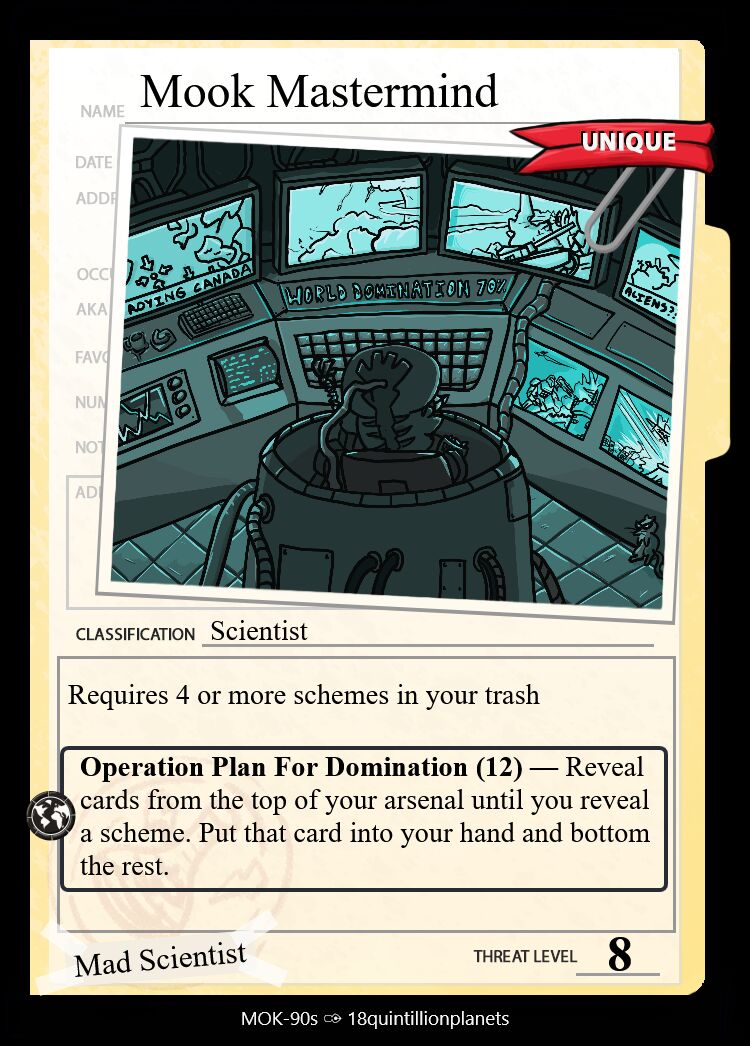 NAME Mook Mastermind
UNIQUE
DATE
ADDR
OCCU
AKA
FAVO
NUM
NOT
ADI
ROYING CANADA
WORLD DOMINATION 70%
ALIENS?
CLASSIFICATION Scientist
Requires 4 or more schemes in your trash
Operation Plan For Domination (12) — Reveal
cards from the top of your arsenal until you reveal
a scheme. Put that card into your hand and bottom
the rest.
Mad Scientist
THREAT LEVEL 8
MOK-90s 18quintillionplanets